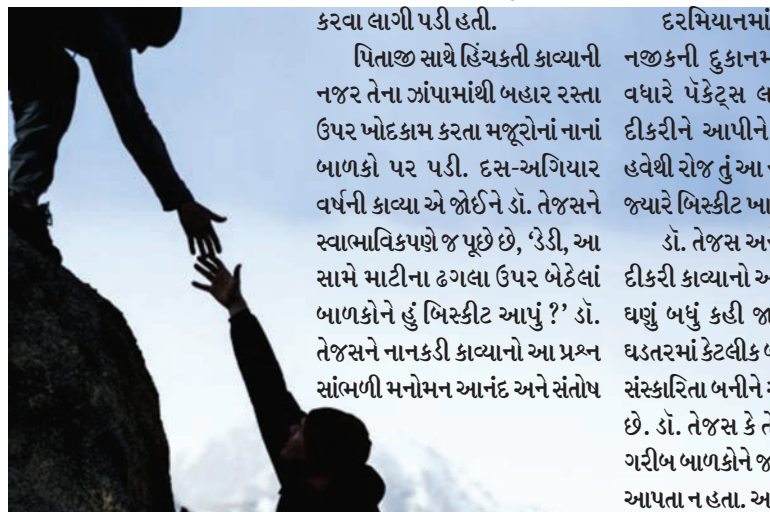 કરવા લાગી પડી હતી.
પિતાજી સાથે હિંચકતી કાવ્યાની
નજર તેના ઝાંપામાંથી બહાર રસ્તા
ઉપર ખોદકામ કરતા મજૂરોનાં નાનાં
બાળકો પર પડી. દસ-અગિયાર
વર્ષની કાવ્યા એ જોઈને ડૉ. તેજસને
સ્વાભાવિકપણે જ પૂછે છે, ‘ડેડી, આ
સામે માટીના ઢગલા ઉપર બેઠેલાં
બાળકોને હું બિસ્કીટ આપું ?’ ડૉ.
તેજસને નાનકડી કાવ્યાનો આ પ્રશ્ન
સાંભળી મનોમન આનંદ અને સંતોષ
દરમિયાનમાં
નજીકની
વધારે પૅકેટ્સ
દીકરીને આપીને
હવેથી રોજ તું આ
જ્યારે બિસ્કીટ
ડૉ. તેજસ
દીકરી કાવ્યાનો
ઘણું બધું કહી
ઘડતરમાં કેટલીક
સંસ્કારિતા બનીને
છે. ડૉ. તેજસ કે
ગરીબ બાળકોને
આપતા ન હતા.